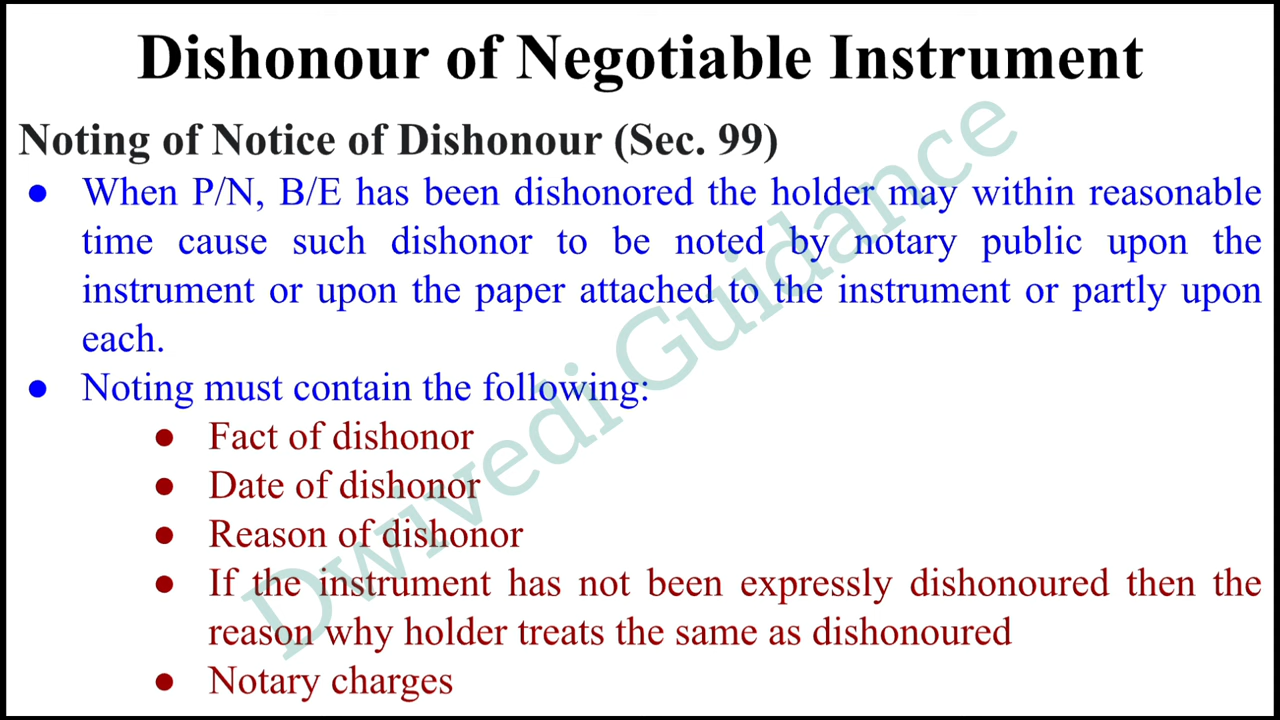 Dishonour of Negotiable Instrument
Noting of Notice of Dishonour (Sec. 99)
● When P/N, B/E has been dishonored the holder may within reasonable
time cause such dishonor to be noted by notary public upon the
instrument or upon the paper attached to the instrument or partly upon
each.
● Noting must contain the following:
● Fact of dishonor
● Date of dishonor
● Reason of dishonor
● If the instrument has not been expressly dishonoured then the
reason why holder treats the same as dishonoured
● Notary charges
Dwivedi Guidance